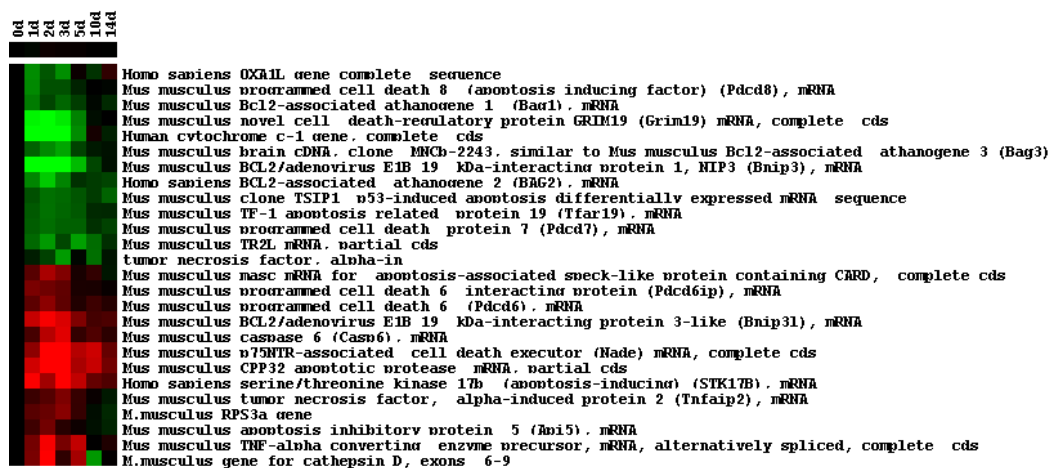 0d 1d 2d 3d 5d 10d 14d
Homo sapiens OXA1L gene complete sequence
Mus musculus programmed cell death 8 (apoptosis inducing factor) (Pdcd8), mRNA
Mus musculus Bcl2-associated athanogene 1 (Bag1), mRNA
Mus musculus novel cell death-regulatory protein GRIM19 (Grim19) mRNA, complete cds
Human cytochrome c-1 gene, complete cds
Mus musculus brain cDNA, clone MNCb-2243, similar to Mus musculus Bcl2-associated athanogene 3 (Bag3)
Mus musculus BCL2/adenovirus E1B 19 kDa-interacting protein 1, NIP3 (Bnip3), mRNA
Homo sapiens BCL2-associated athanogene 2 (BAG2), mRNA
Mus musculus clone TSIP1 p53-induced apoptosis differentially expressed mRNA sequence
Mus musculus TF-1 apoptosis related protein 19 (Tfar19), mRNA
Mus musculus programmed cell death protein 7 (Pdcd7), mRNA
Mus musculus TR2L mRNA, partial cds
tumor necrosis factor, alpha-in
Mus musculus masc mRNA for apoptosis-associated speck-like protein containing CARD, complete cds
Mus musculus programmed cell death 6 interacting protein (Pdcd6ip), mRNA
Mus musculus programmed cell death 6 (Pdcd6), mRNA
Mus musculus BCL2/adenovirus E1B 19 kDa-interacting protein 3-like (Bnip3l), mRNA
Mus musculus caspase 6 (Casp6), mRNA
Mus musculus p75NTR-associated cell death executor (Nade) mRNA, complete cds
Mus musculus CPP32 apoptotic protease mRNA, partial cds
Homo sapiens serine/threonine kinase 17b (apoptosis-inducing) (STK17B), mRNA
Mus musculus tumor necrosis factor, alpha-induced protein 2 (Tnfaip2), mRNA
M.musculus RPS3a gene
Mus musculus apoptosis inhibitory protein 5 (Api5), mRNA
Mus musculus TNF-alpha converting enzyme precursor, mRNA, alternatively spliced, complete cds
M.musculus gene for cathepsin D, exons 6-9